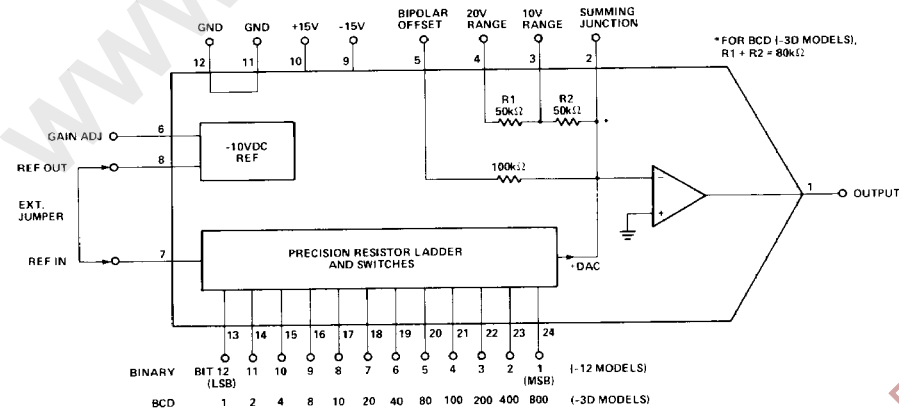 GND GND +15V -15V BIPOLAR OFFSET 20V RANGE 10V RANGE SUMMING JUNCTION
12 11 10 9 5 4 3 2
*FOR BCD (-3D MODELS),
R1 + R2 = 80kΩ
R1 50kΩ R2 50kΩ *
GAIN ADJ 6
-10VDC REF
REF OUT 8
100kΩ
- +
1 OUTPUT
EXT. JUMPER
REF IN 7
PRECISION RESISTOR LADDER
AND SWITCHES
IDAC
13 14 15 16 17 18 19 20 21 22 23 24
BINARY BIT 12 11 10 9 8 7 6 5 4 3 2 1 (-12 MODELS)
(LSB) (MSB)
BCD 1 2 4 8 10 20 40 80 100 200 400 800 (-3D MODELS)